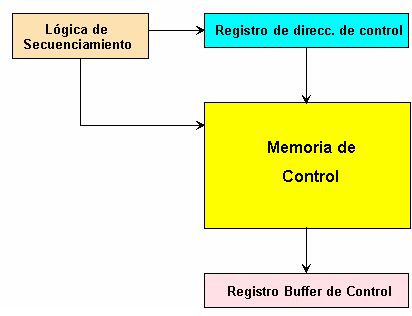 Lógica de
Secuenciamiento
Registro de direcc. de control
Memoria de
Control
Registro Buffer de Control